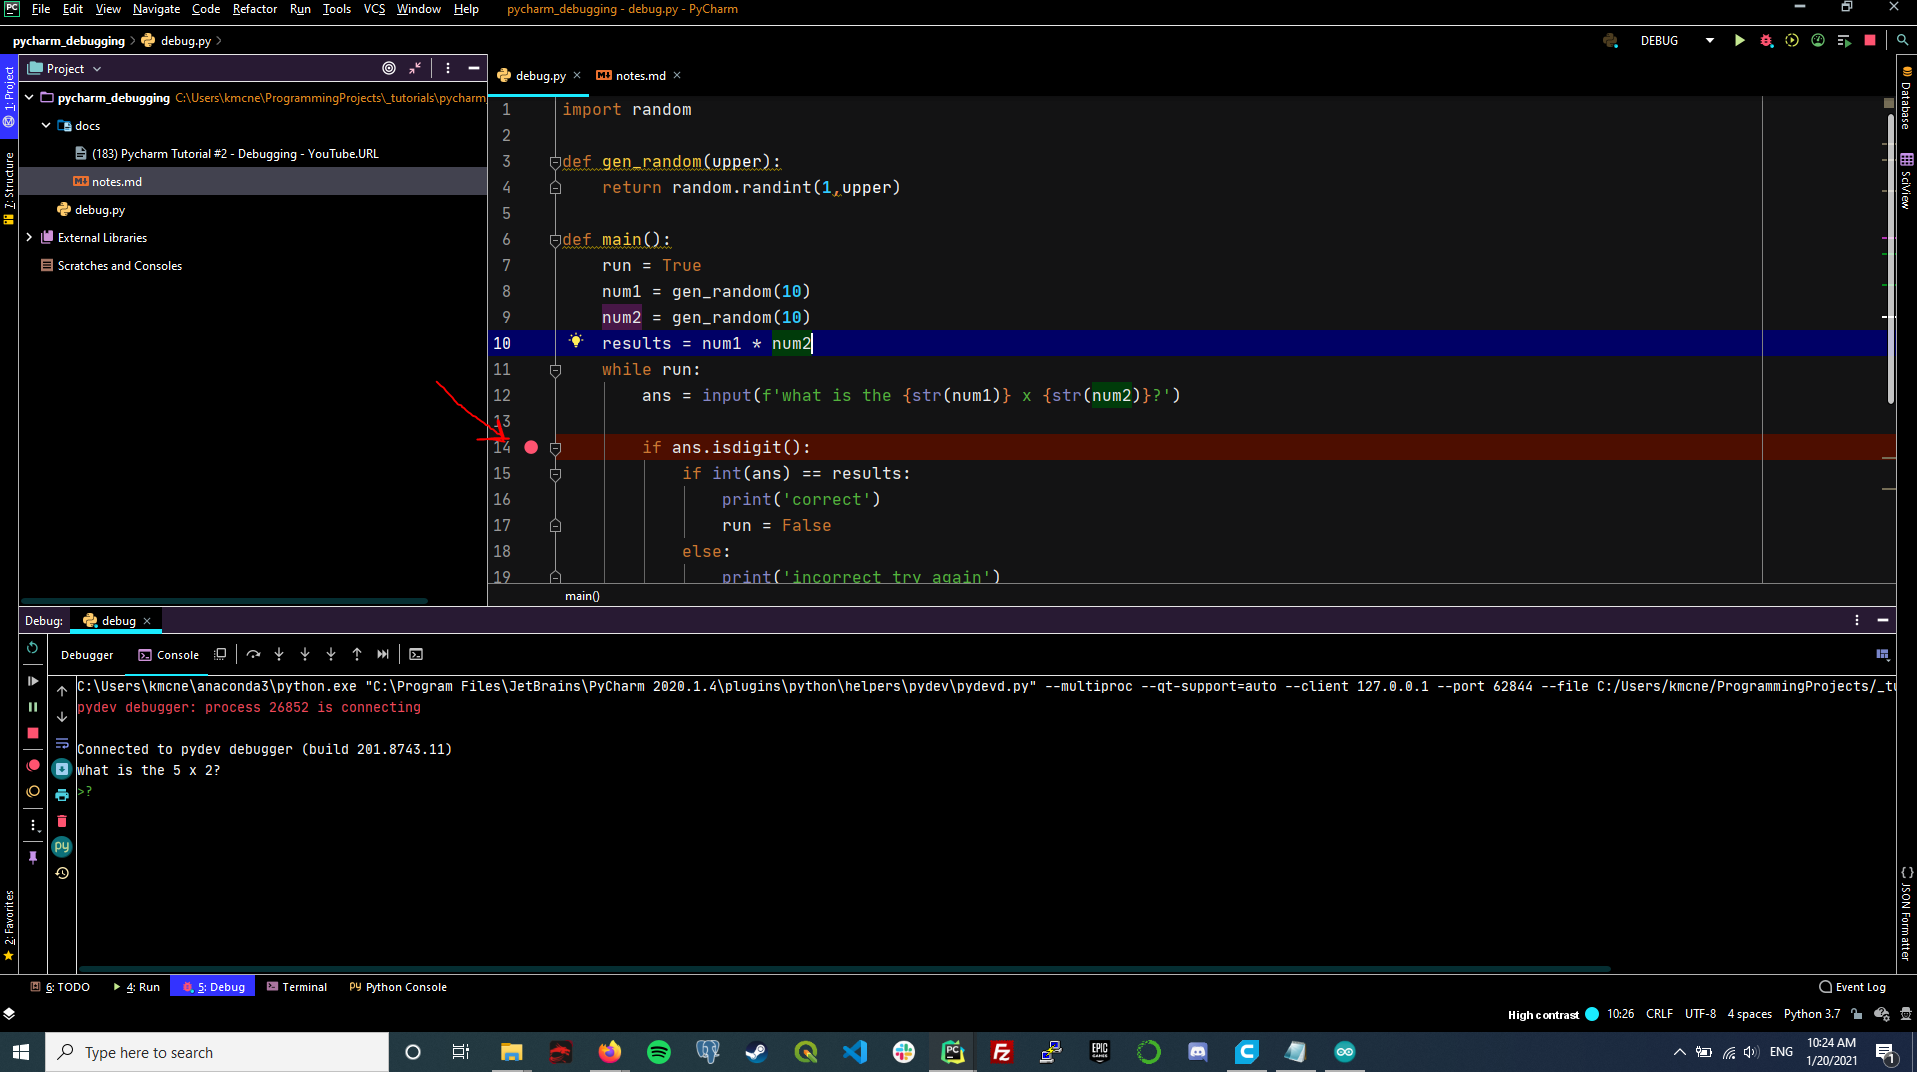 PC File Edit View Navigate Code Refactor Run Tools VCS Window Help pycharm_debugging - debug.py - PyCharm
pycharm_debugging debug.py
DEBUG
1: Project
7: Structure
2: Favorites
Project
pycharm_debugging C:\Users\kmcne\ProgrammingProjects\_tutorials\pycharm_
docs
(183) Pycharm Tutorial #2 - Debugging - YouTube.URL
notes.md
debug.py
External Libraries
Scratches and Consoles
debug.py notes.md
1 import random
2
3 def gen_random(upper):
4 return random.randint(1,upper)
5
6 def main():
7 run = True
8 num1 = gen_random(10)
9 num2 = gen_random(10)
10 results = num1 * num2
11 while run:
12 ans = input(f'what is the {str(num1)} x {str(num2)}?')
13
14 if ans.isdigit():
15 if int(ans) == results:
16 print('correct')
17 run = False
18 else:
19 print('incorrect try again')
main()
Database
SciView
JSON Formatter
Debug: debug
Debugger Console
C:\Users\kmcne\anaconda3\python.exe "C:\Program Files\JetBrains\PyCharm 2020.1.4\plugins\python\helpers\pydev\pydevd.py" --multiproc --qt-support=auto --client 127.0.0.1 --port 62844 --file C:/Users/kmcne/ProgrammingProjects/_tu
pydev debugger: process 26852 is connecting
Connected to pydev debugger (build 201.8743.11)
what is the 5 x 2?
>?
6: TODO 4: Run 5: Debug Terminal Python Console Event Log
High contrast 10:26 CRLF UTF-8 4 spaces Python 3.7
Type here to search
ENG 10:24 AM
1/20/2021
1